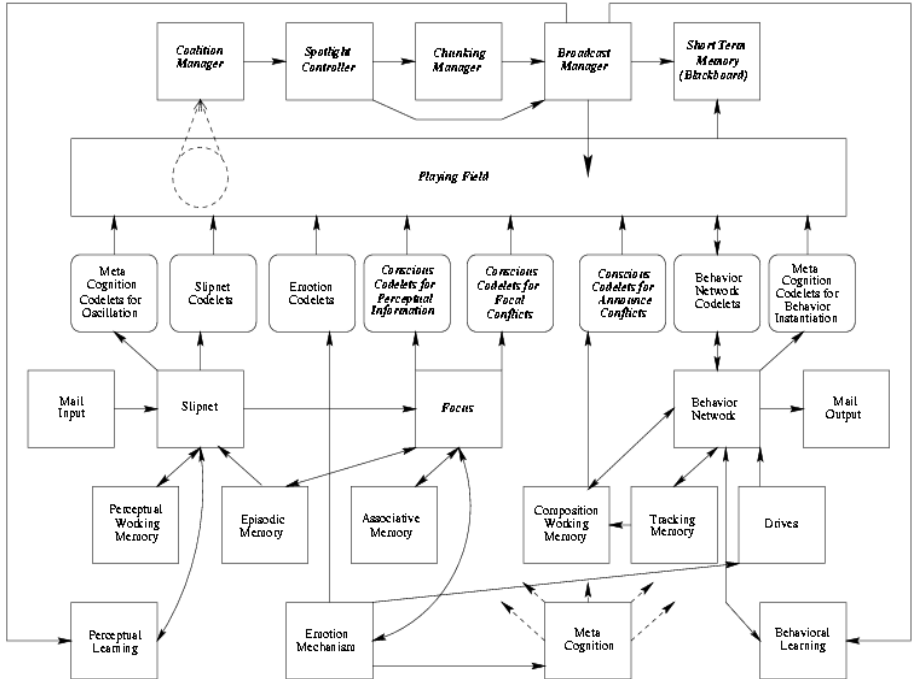 Coalition
Manager
Spotlight
Controller
Chunking
Manager
Broadcast
Manager
Short Term
Memory
(Blackboard)
Playing Field
Meta
Cognition
Codelets for
Oscillation
Slipnet
Codelets
Emotion
Codelets
Conscious
Codelets for
Perceptual
Information
Conscious
Codelets for
Focal
Conflicts
Conscious
Codelets for
Announce
Conflicts
Behavior
Network
Codelets
Meta
Cognition
Codelets for
Behavior
Instantiation
Mail
Input
Slipnet
Focus
Behavior
Network
Mail
Output
Perceptual
Working
Memory
Episodic
Memory
Associative
Memory
Composition
Working
Memory
Tracking
Memory
Drives
Perceptual
Learning
Emotion
Mechanism
Meta
Cognition
Behavioral
Learning